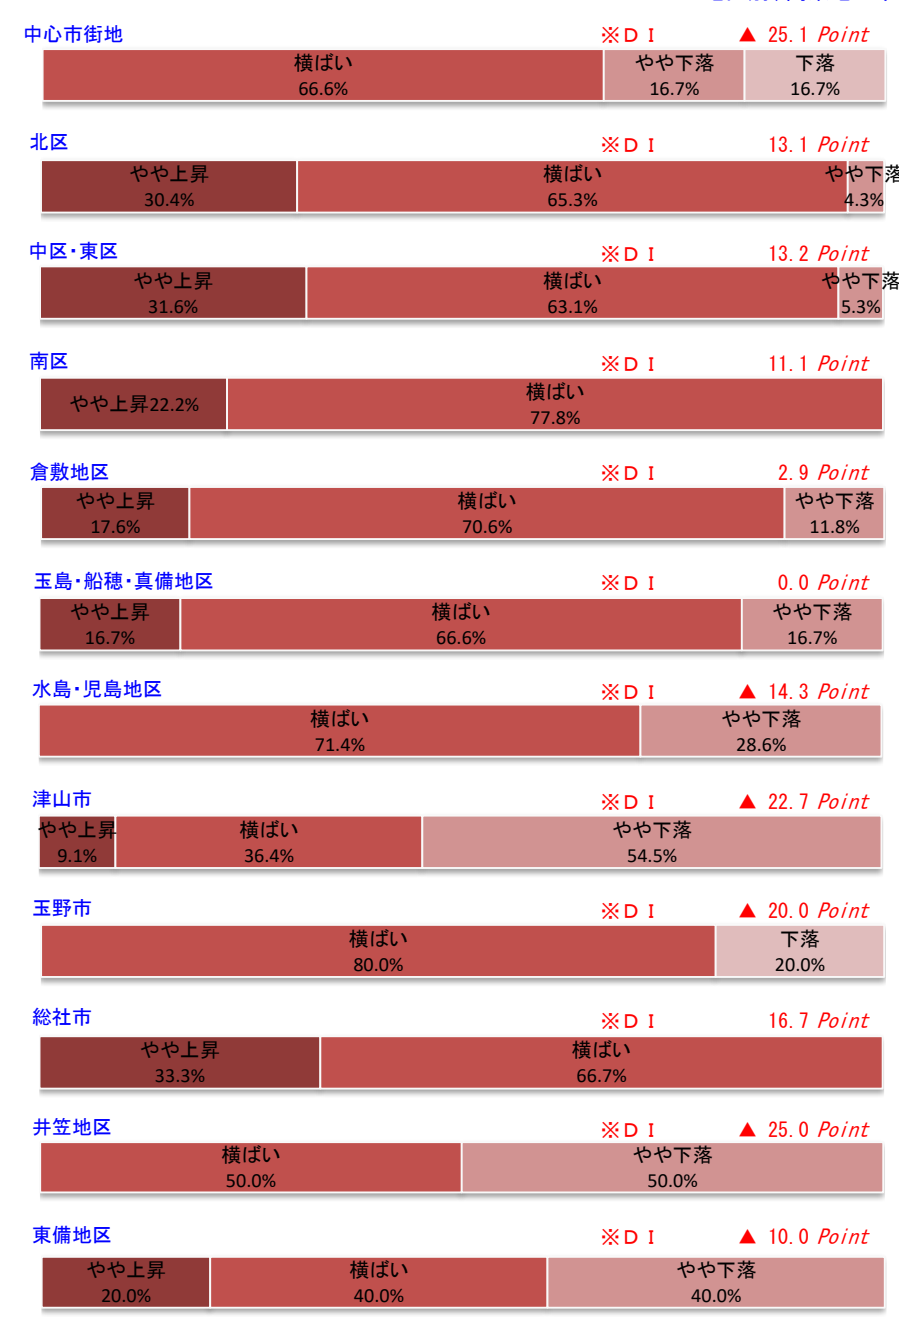 中心市街地 ※ＤＩ ▲ 25.1 Point
横ばい やや下落 下落
66.6% 16.7% 16.7%
北区 ※ＤＩ 13.1 Point
やや上昇 横ばい やや下落
30.4% 65.3% 4.3%
中区・東区 ※ＤＩ 13.2 Point
やや上昇 横ばい やや下落
31.6% 63.1% 5.3%
南区 ※ＤＩ 11.1 Point
やや上昇22.2% 横ばい
77.8%
倉敷地区 ※ＤＩ 2.9 Point
やや上昇 横ばい やや下落
17.6% 70.6% 11.8%
玉島・船穂・真備地区 ※ＤＩ 0.0 Point
やや上昇 横ばい やや下落
16.7% 66.6% 16.7%
水島・児島地区 ※ＤＩ ▲ 14.3 Point
横ばい やや下落
71.4% 28.6%
津山市 ※ＤＩ ▲ 22.7 Point
やや上昇 横ばい やや下落
9.1% 36.4% 54.5%
玉野市 ※ＤＩ ▲ 20.0 Point
横ばい 下落
80.0% 20.0%
総社市 ※ＤＩ 16.7 Point
やや上昇 横ばい
33.3% 66.7%
井笠地区 ※ＤＩ ▲ 25.0 Point
横ばい やや下落
50.0% 50.0%
東備地区 ※ＤＩ ▲ 10.0 Point
やや上昇 横ばい やや下落
20.0% 40.0% 40.0%